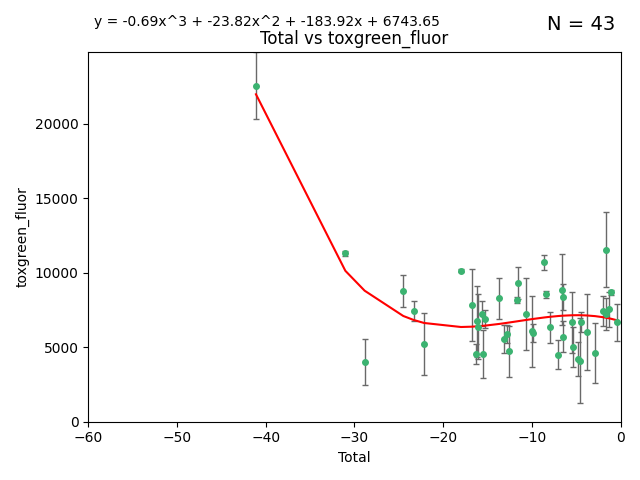 y = -0.69x^3 + -23.82x^2 + -183.92x + 6743.65
N = 43
Total vs toxgreen_fluor
toxgreen_fluor
20000
15000
10000
5000
0
−60
−50
−40
−30
−20
−10
0
Total